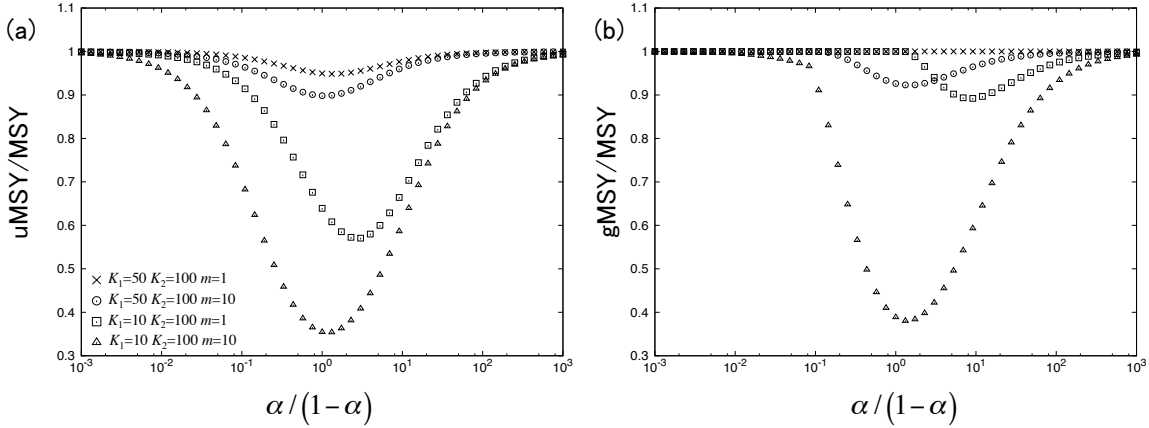 (a)
uMSY/MSY
1.1
1
0.9
0.8
0.7
0.6
0.5
0.4
0.3
K₁=50 K₂=100 m=1
K₁=50 K₂=100 m=10
K₁=10 K₂=100 m=1
K₁=10 K₂=100 m=10
10⁻³ 10⁻² 10⁻¹ 10⁰ 10¹ 10² 10³
α/(1−α)
(b)
gMSY/MSY
1.1
1
0.9
0.8
0.7
0.6
0.5
0.4
0.3
10⁻³ 10⁻² 10⁻¹ 10⁰ 10¹ 10² 10³
α/(1−α)